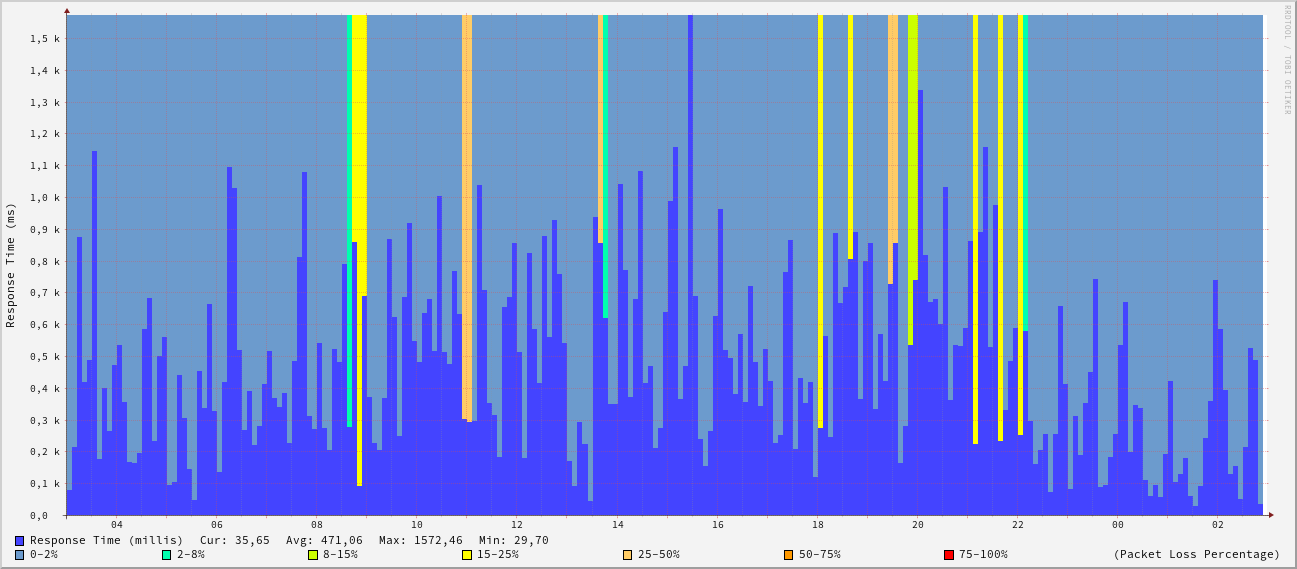 RRDTOOL / TOBI OETIKER
Response Time (ms)
1,5 k
1,4 k
1,3 k
1,2 k
1,1 k
1,0 k
0,9 k
0,8 k
0,7 k
0,6 k
0,5 k
0,4 k
0,3 k
0,2 k
0,1 k
0,0
04 06 08 10 12 14 16 18 20 22 00 02
Response Time (millis) Cur: 35,65 Avg: 471,06 Max: 1572,46 Min: 29,70
0-2% 2-8% 8-15% 15-25% 25-50% 50-75% 75-100% (Packet Loss Percentage)